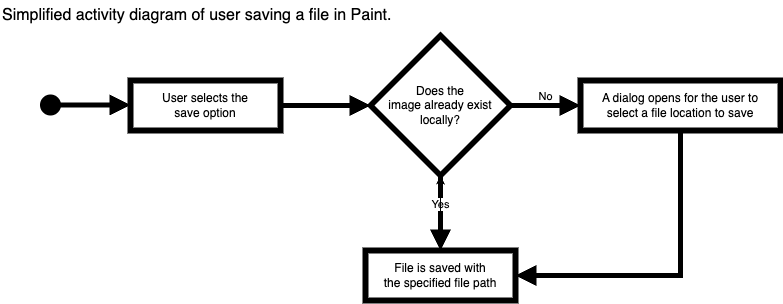 Simplified activity diagram of user saving a file in Paint.
User selects the
save option
Does the
image already exist
locally?
No
A dialog opens for the user to
select a file location to save
Yes
File is saved with
the specified file path